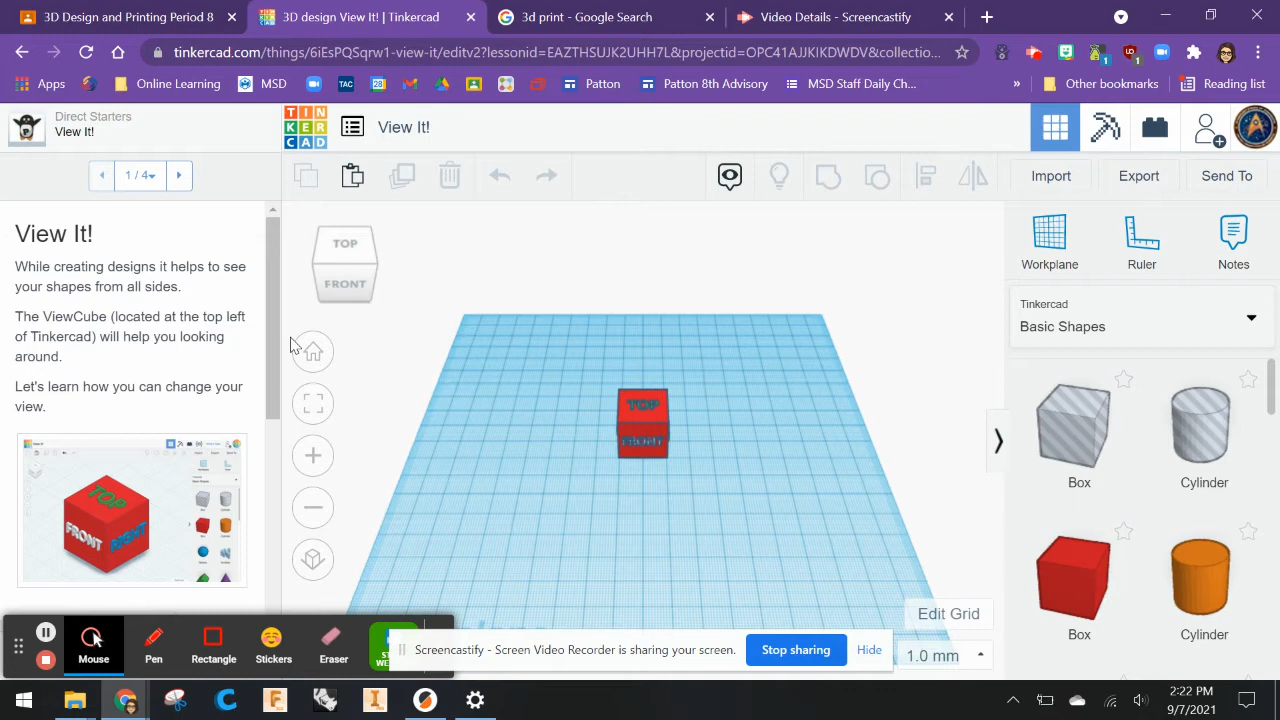 3D Design and Printing Period 8
3D design View It! | Tinkercad
3d print - Google Search
Video Details - Screencastify
tinkercad.com/things/6iEsPQSqrw1-view-it/editv2?lessonid=EAZTHSUJK2UHH7L&projectid=OPC41AJJKIKDWDV&collectio...
Apps
Online Learning
MSD
TAC
28
Patton
Patton 8th Advisory
MSD Staff Daily Ch...
»
Other bookmarks
Reading list
Direct Starters
View It!
TIN
KER
CAD
View It!
1 / 4
Import
Export
Send To
View It!
While creating designs it helps to see
your shapes from all sides.
The ViewCube (located at the top left
of Tinkercad) will help you looking
around.
Let's learn how you can change your
view.
TOP
FRONT
RIGHT
TOP
FRONT
TOP
FRONT
Workplane
Ruler
Notes
Tinkercad
Basic Shapes
Box
Cylinder
Box
Cylinder
Edit Grid
1.0 mm
Mouse
Pen
Rectangle
Stickers
Eraser
Screencastify - Screen Video Recorder is sharing your screen.
Stop sharing
Hide
2:22 PM
9/7/2021